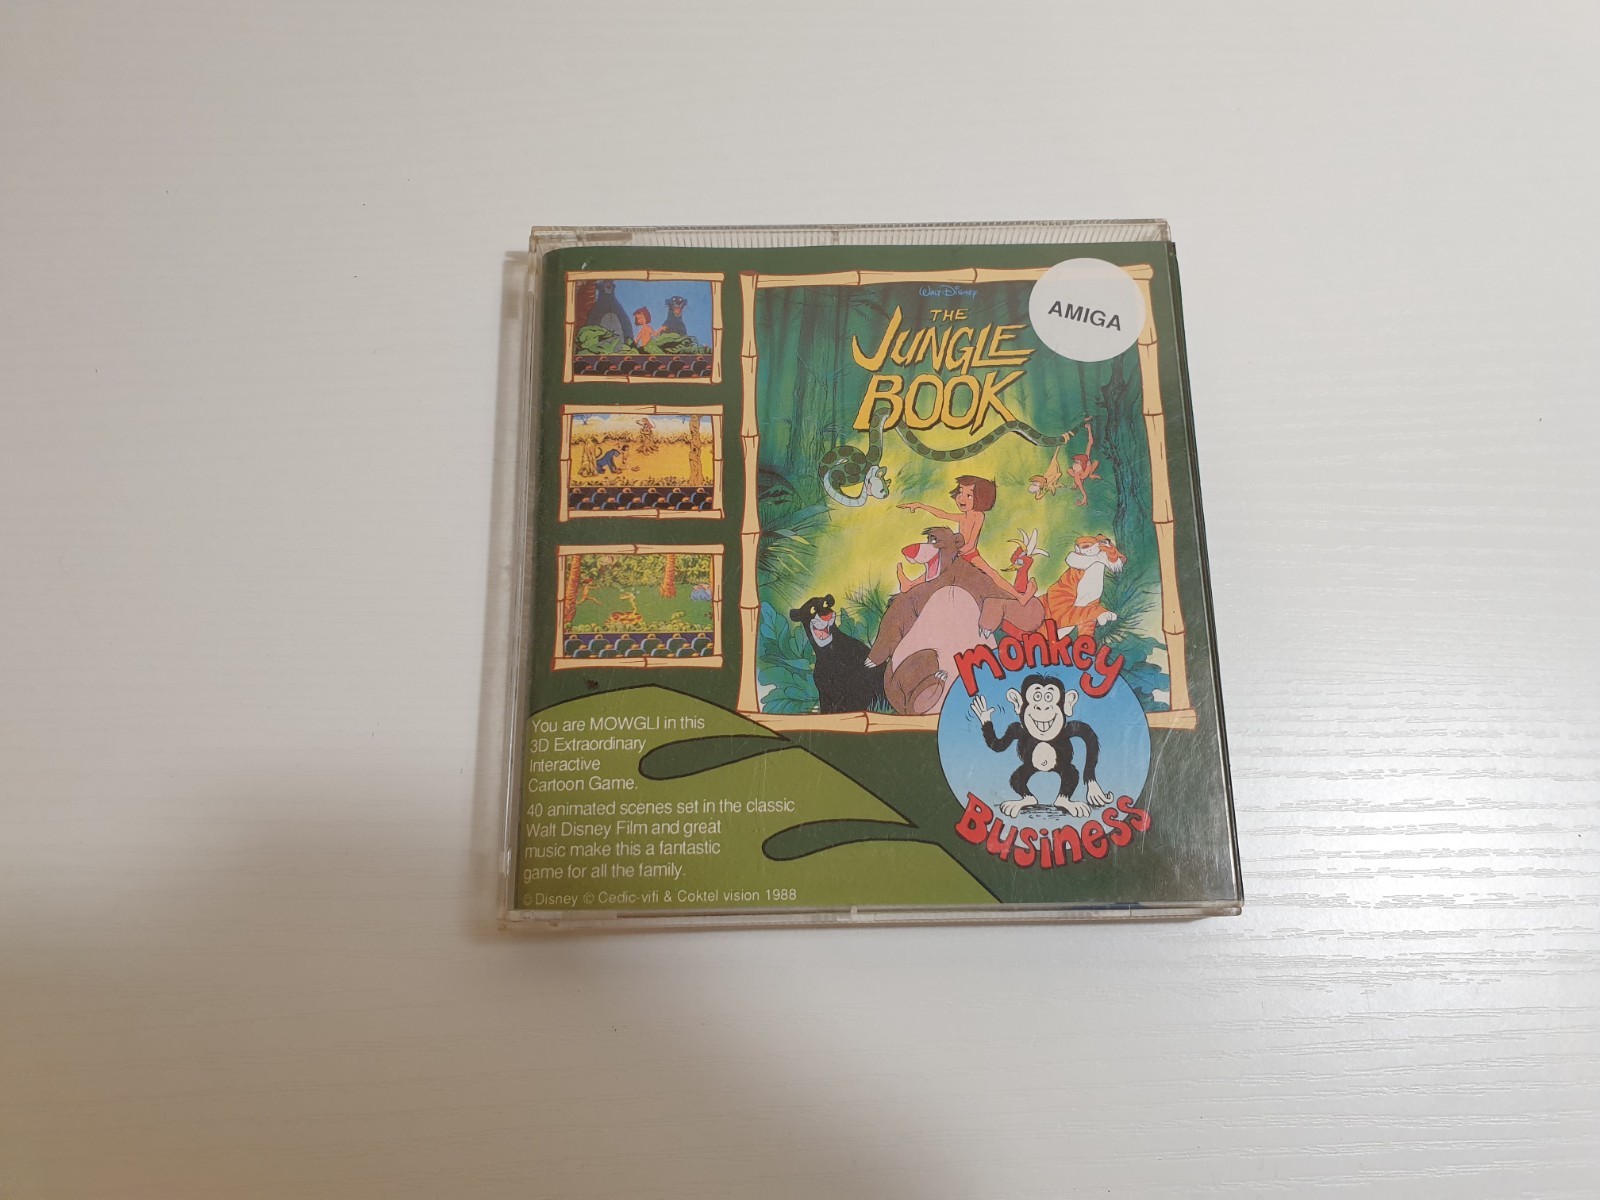 Walt Disney
THE
JUNGLE
BOOK
AMIGA
monkey
Business
You are MOWGLI in this
3D Extraordinary
Interactive
Cartoon Game.
40 animated scenes set in the classic
Walt Disney Film and great
music make this a fantastic
game for all the family.
© Disney © Cedic-vifi & Coktel vision 1988